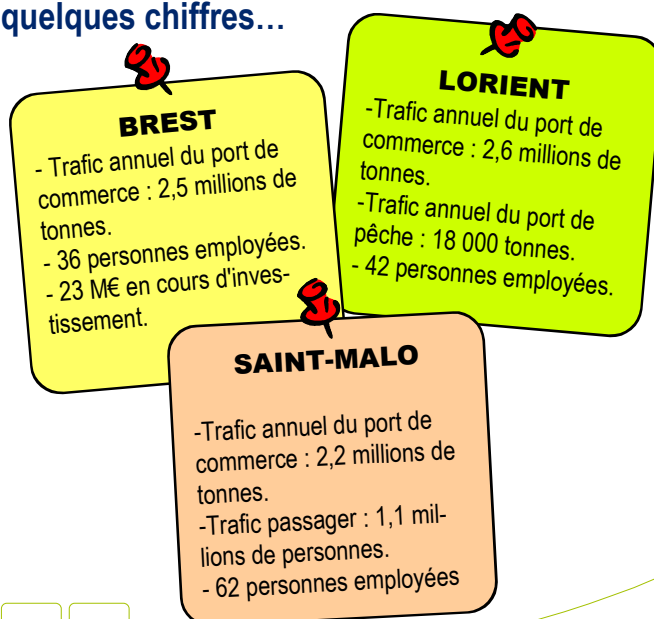 quelques chiffres…
BREST
- Trafic annuel du port de
commerce : 2,5 millions de
tonnes.
- 36 personnes employées.
- 23 M€ en cours d'inves-
tissement.
LORIENT
-Trafic annuel du port de
commerce : 2,6 millions de
tonnes.
-Trafic annuel du port de
pêche : 18 000 tonnes.
- 42 personnes employées.
SAINT-MALO
-Trafic annuel du port de
commerce : 2,2 millions de
tonnes.
-Trafic passager : 1,1 mil-
lions de personnes.
- 62 personnes employées